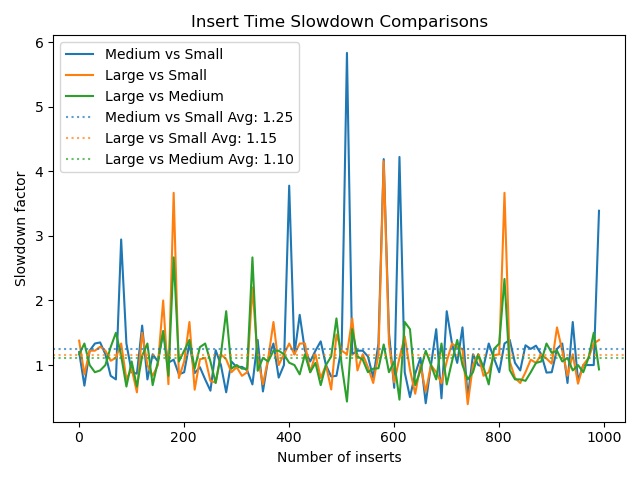 Insert Time Slowdown Comparisons
6
5
4
3
2
1
Slowdown factor
Medium vs Small
Large vs Small
Large vs Medium
Medium vs Small Avg: 1.25
Large vs Small Avg: 1.15
Large vs Medium Avg: 1.10
0 200 400 600 800 1000
Number of inserts